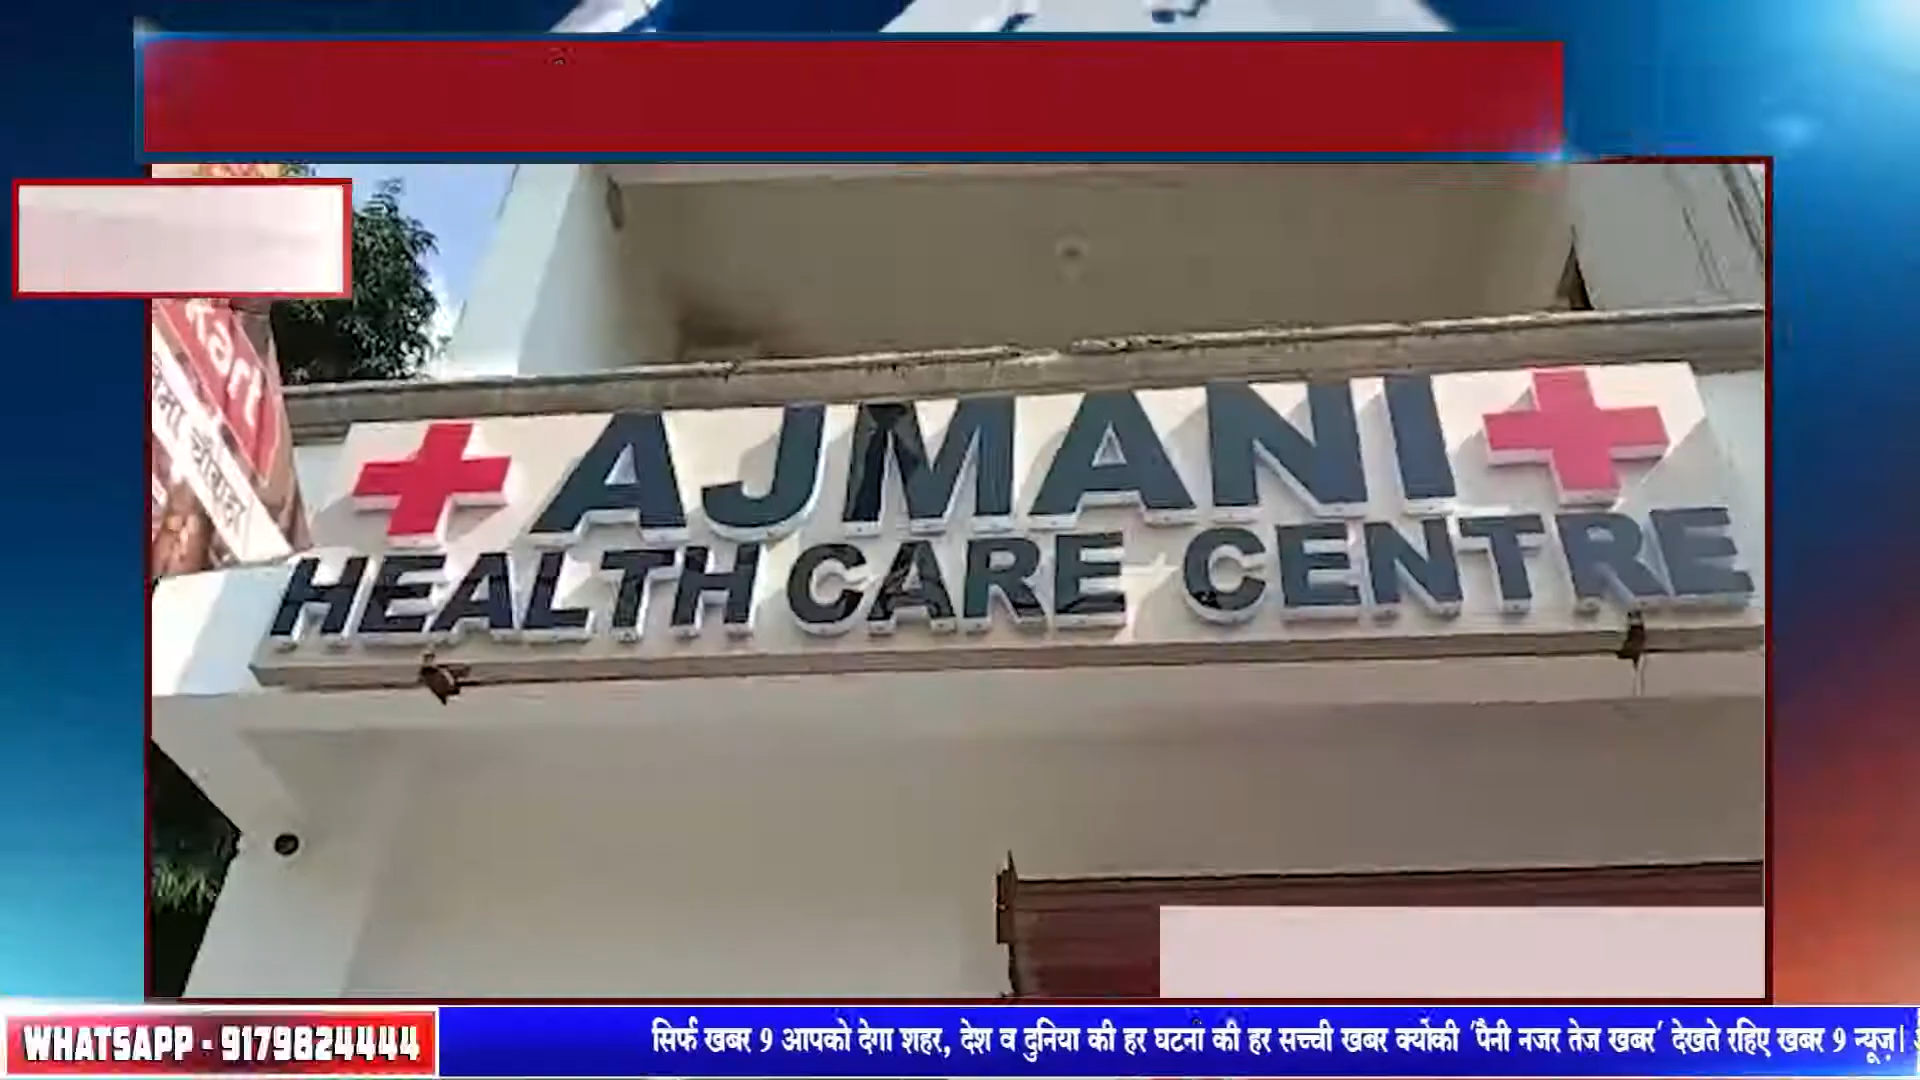 kart
AJMANI
HEALTH CARE CENTRE
WHATSAPP - 9179824444
सिर्फ खबर 9 आपको देगा शहर, देश व दुनिया की हर घटना की हर सच्ची खबर क्योकी 'पैनी नजर तेज खबर' देखते रहिए खबर 9 न्यूज़|